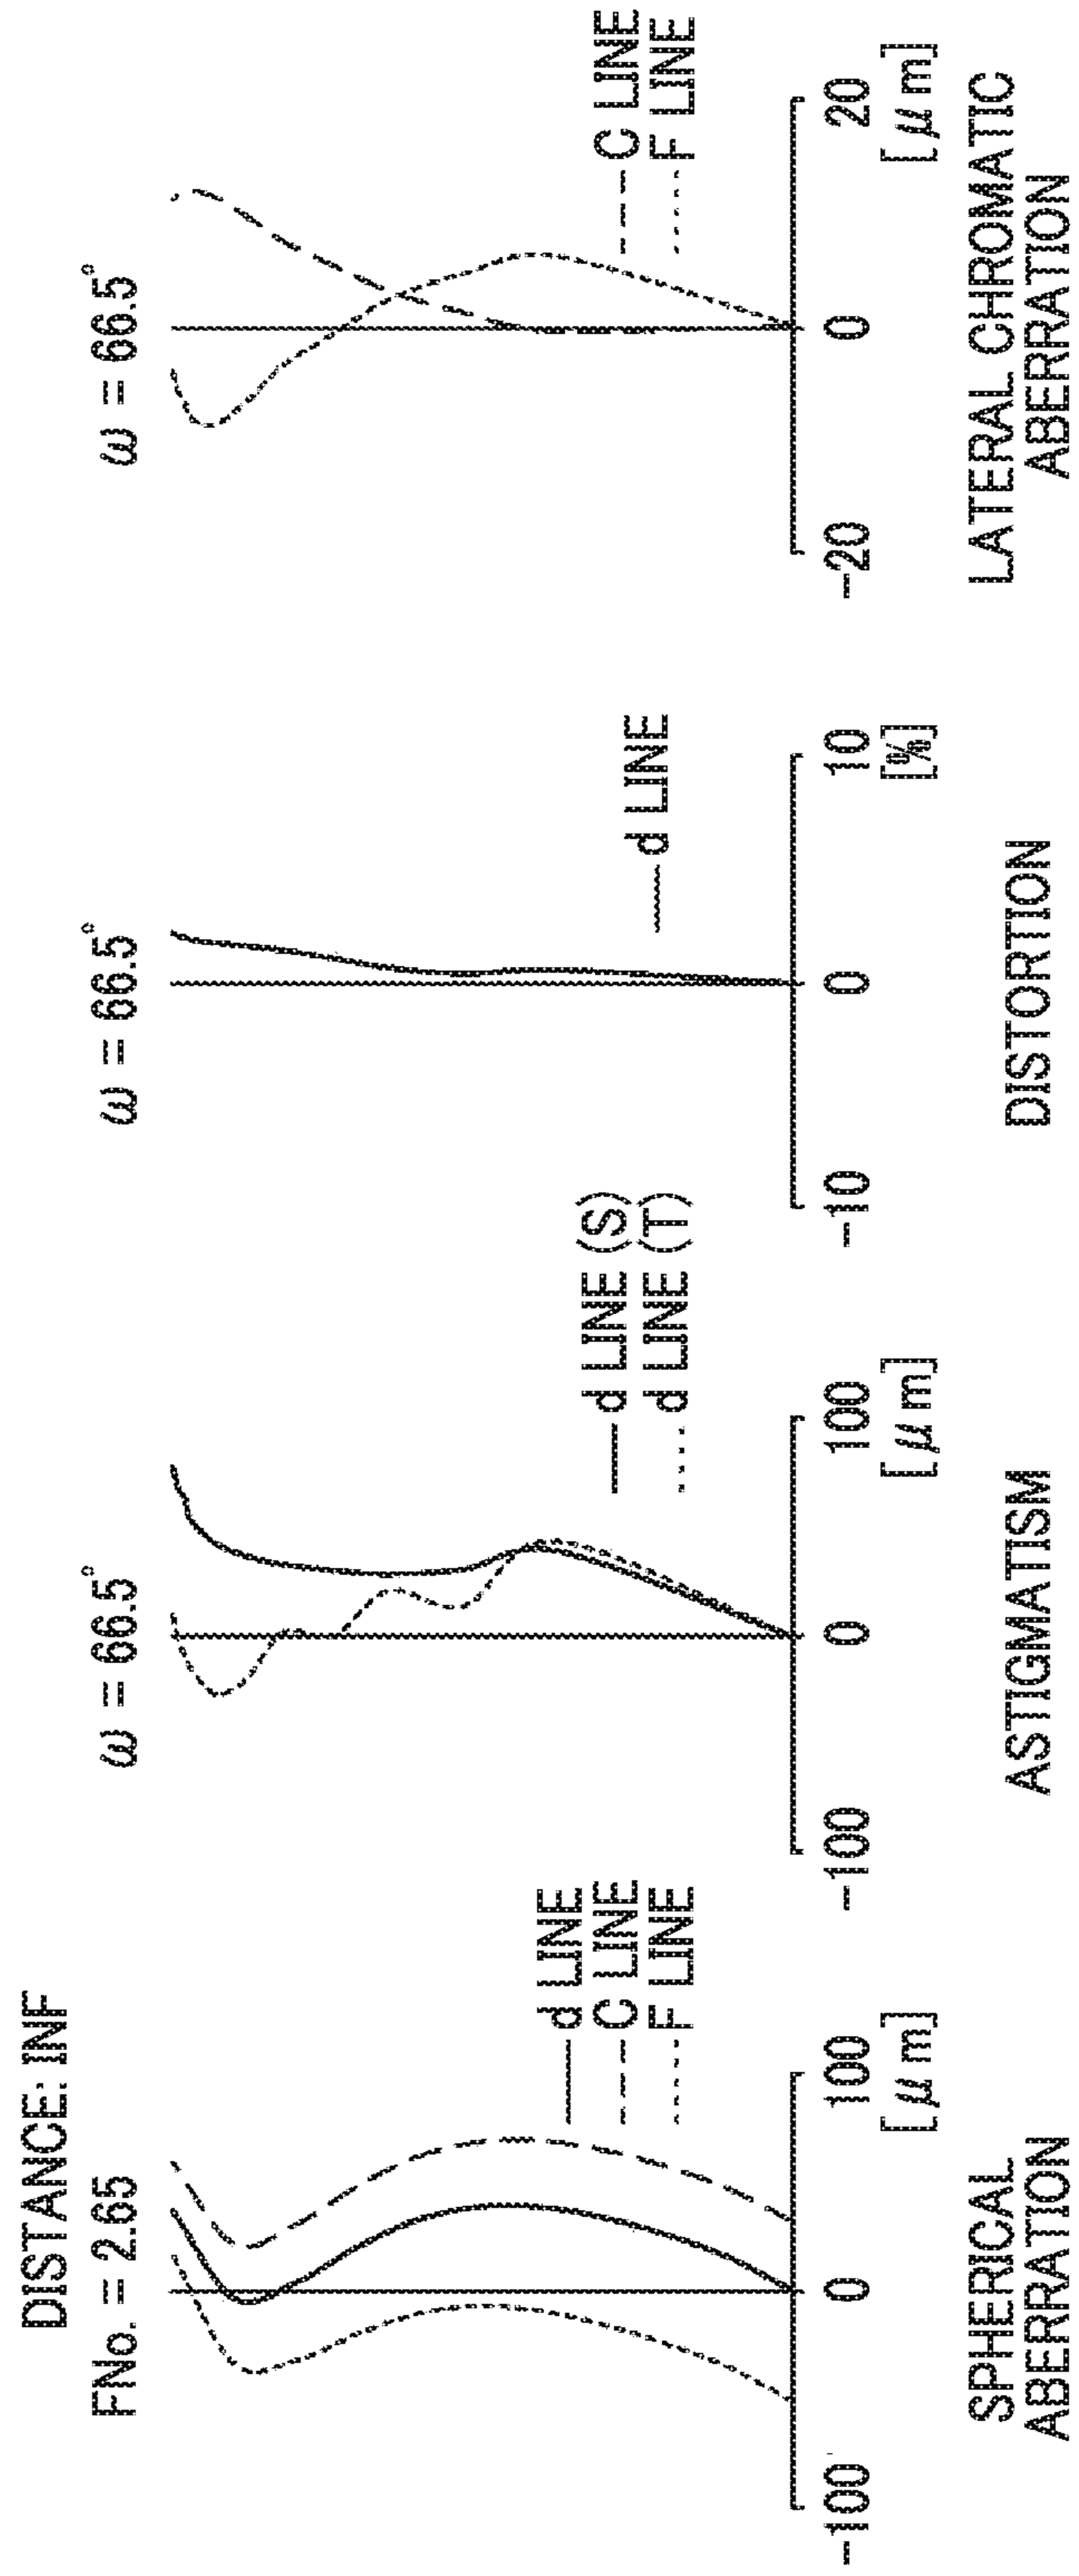 DISTANCE: INF
FNo. = 2.65
d LINE
C LINE
F LINE
-100
0
100
[μm]
SPHERICAL
ABERRATION
ω = 66.5°
d LINE (S)
d LINE (T)
-100
0
100
[μm]
ASTIGMATISM
ω = 66.5°
d LINE
-10
0
10
[%]
DISTORTION
ω = 66.5°
C LINE
F LINE
-20
0
20
[μm]
LATERAL CHROMATIC
ABERRATION